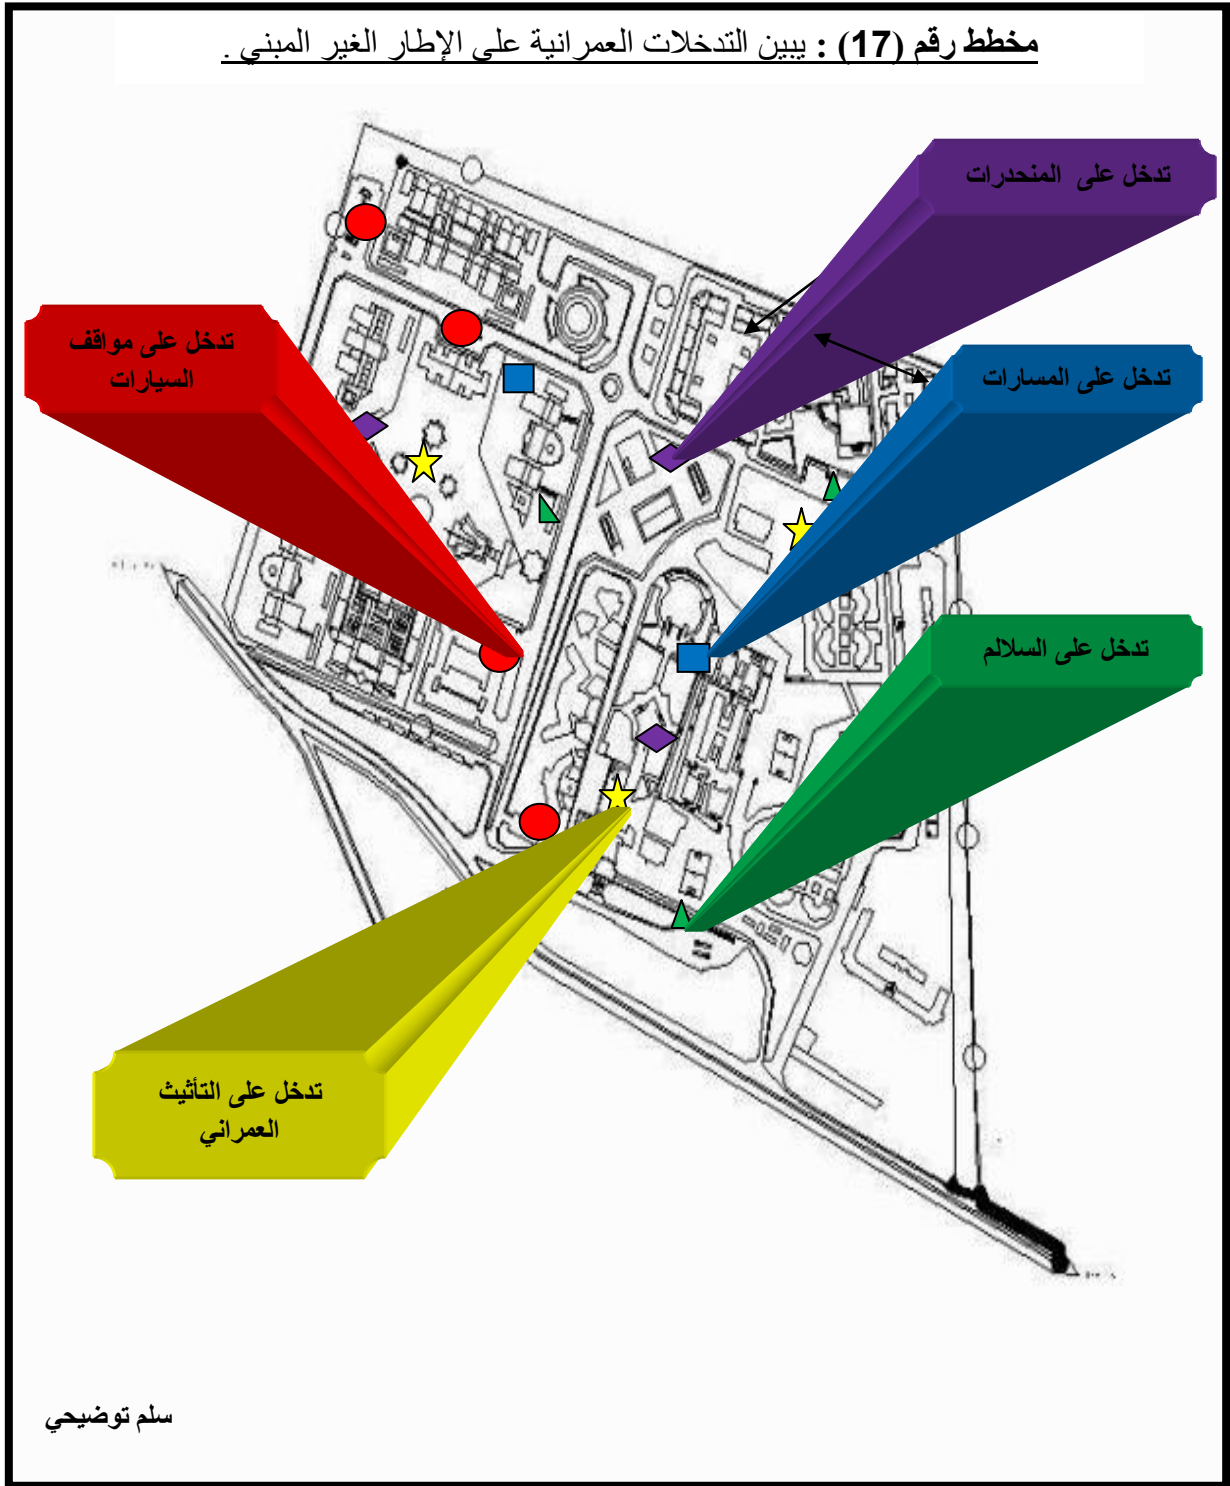 مخطط رقم (17) : يبين التدخلات العمرانية على الإطار الغير المبني .
تدخل على المنحدرات
تدخل على مواقف
السيارات
تدخل على المسارات
تدخل على السلالم
تدخل على التأثيث
العمراني
سلم توضيحي